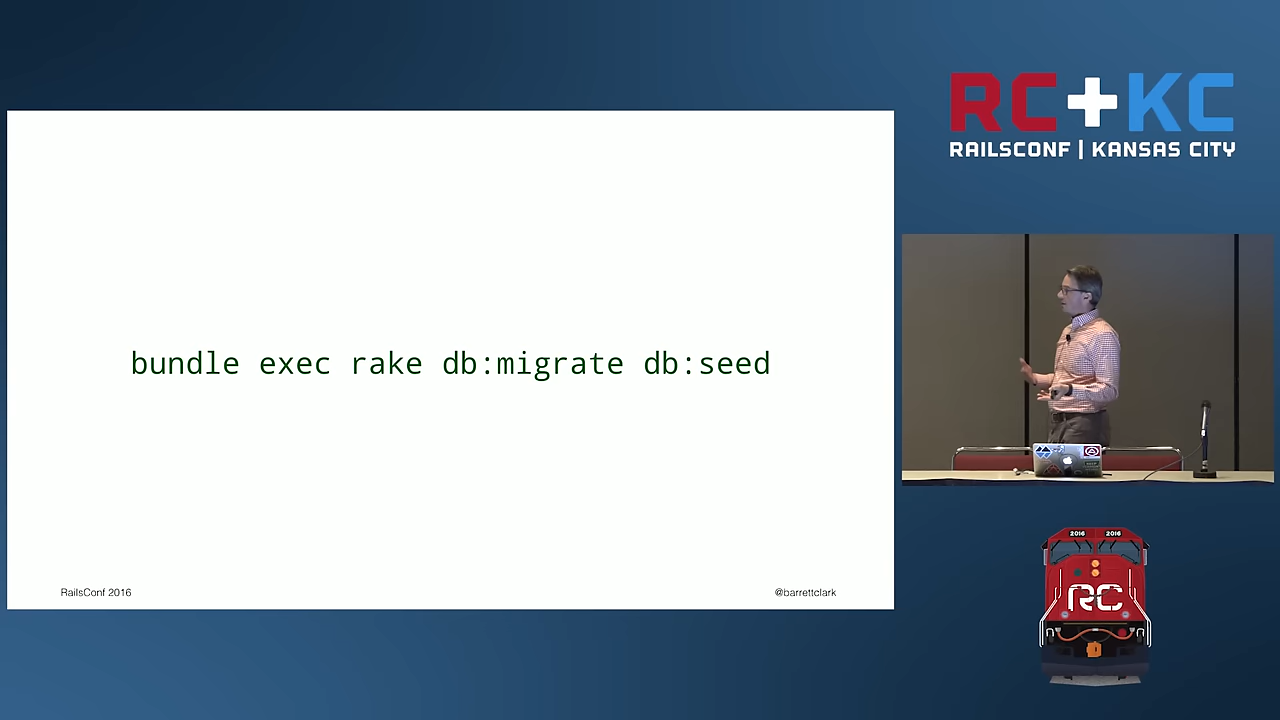 RC+KC
RAILSCONF | KANSAS CITY
bundle exec rake db:migrate db:seed
RailsConf 2016
@barrettclark
2016 2016
RC